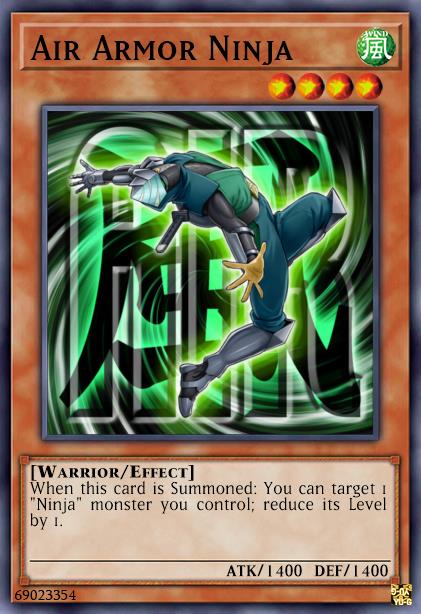 AIR ARMOR NINJA
WIND
風
AIR
[WARRIOR/EFFECT]
When this card is Summoned: You can target 1
"Ninja" monster you control; reduce its Level
by 1.
ATK/1400 DEF/1400
69023354